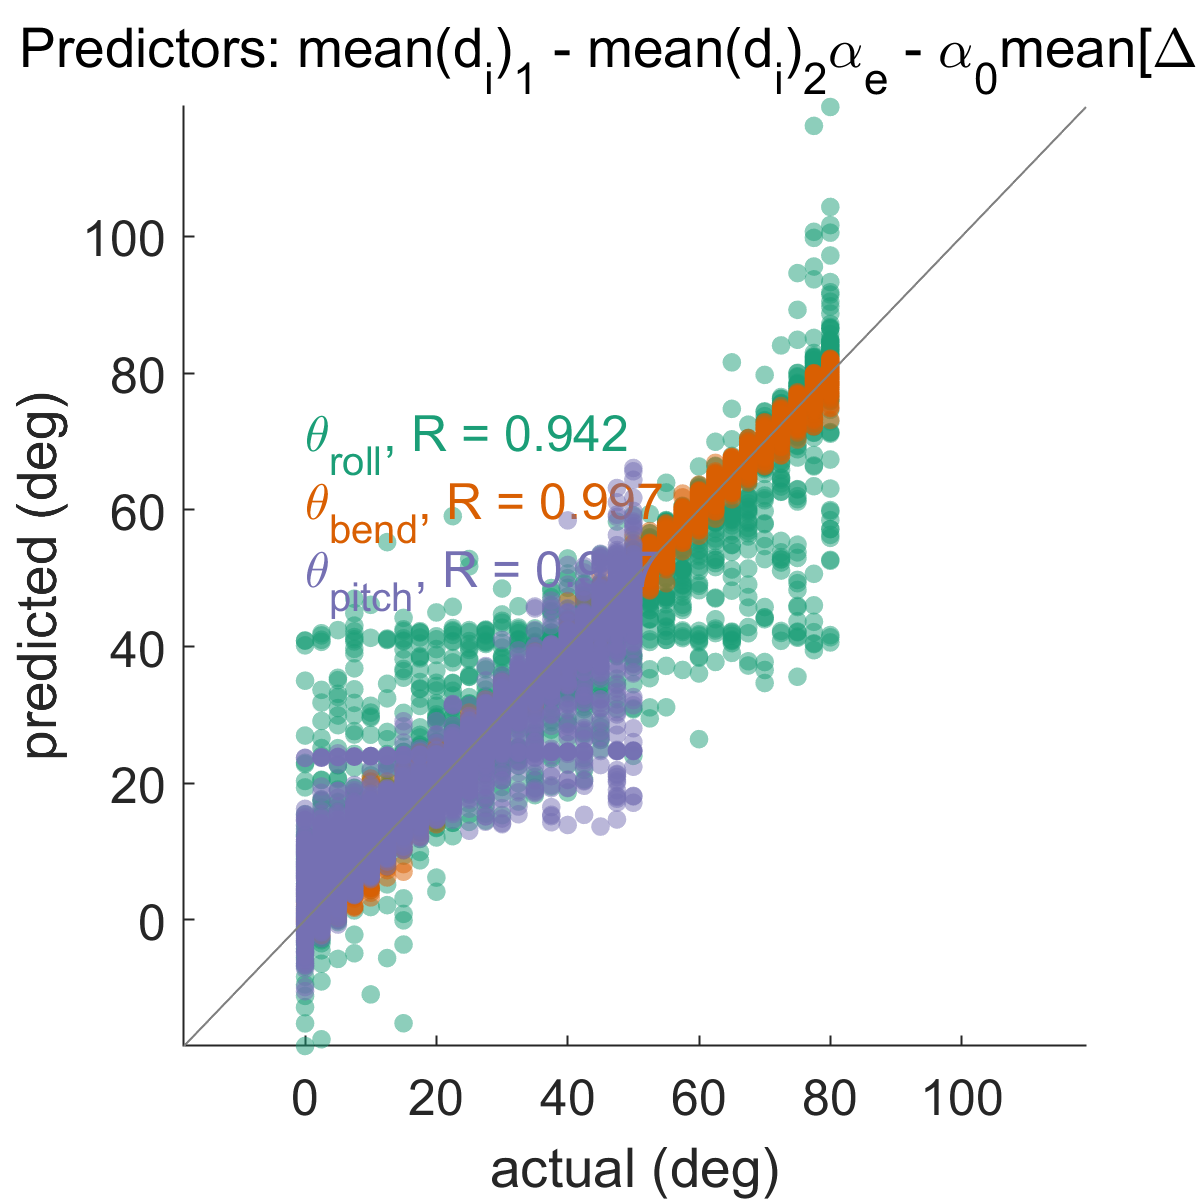 Predictors: mean(dᵢ)₁ - mean(dᵢ)₂αₑ - α₀mean[Δ
100
80
60
40
20
0
predicted (deg)
θroll, R = 0.942
θbend, R = 0.997
θpitch, R =
0 20 40 60 80 100
actual (deg)